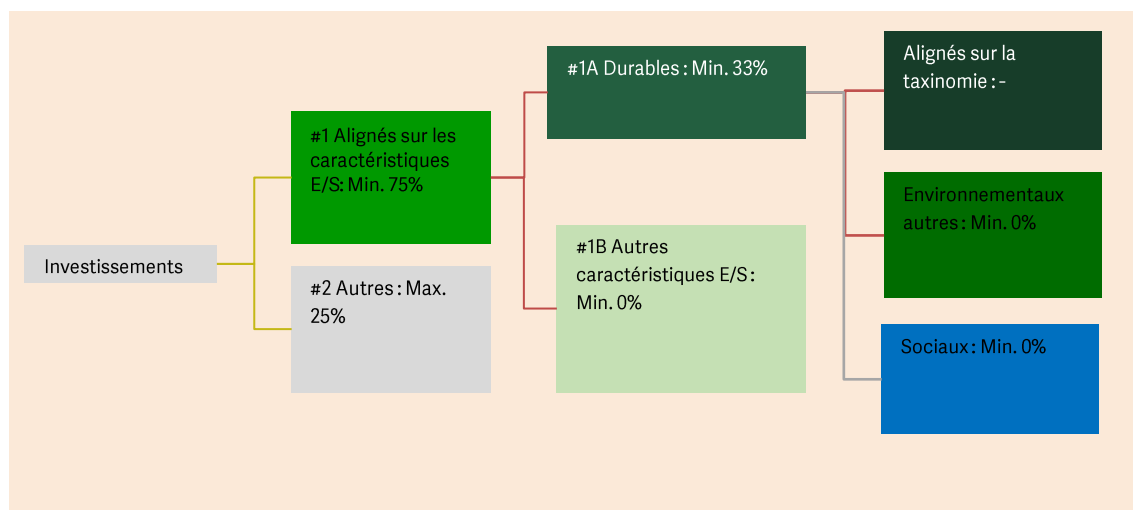 Investissements
#1 Alignés sur les
caractéristiques
E/S: Min. 75%
#2 Autres : Max.
25%
#1A Durables : Min. 33%
#1B Autres
caractéristiques E/S :
Min. 0%
Alignés sur la
taxinomie : -
Environnementaux
autres : Min. 0%
Sociaux : Min. 0%